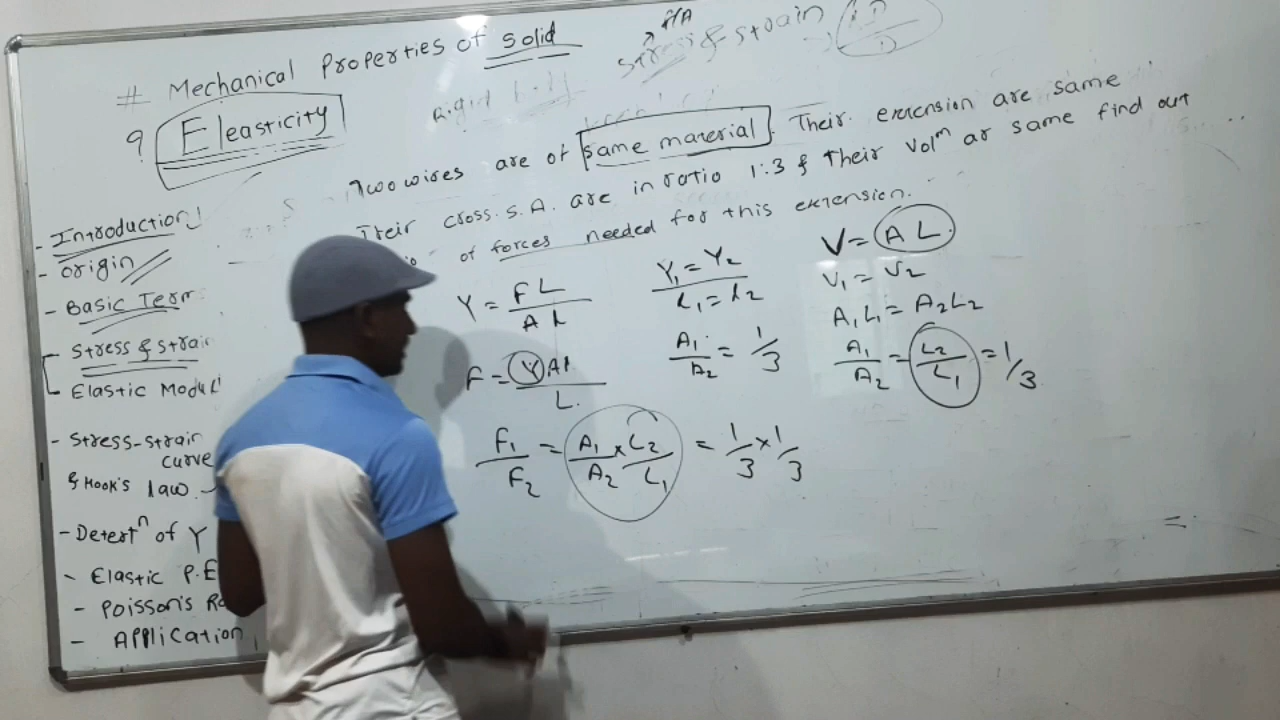 # Mechanical Properties of solid
F/A
stress & strain
Rigid
9 Eleasticity
Two wires are of same material. Their extension are same
Their cross. S.A. are in ratio 1:3 & their Volᵐ ar same find out
of forces needed for this extension.
- Introduction
- origin
- Basic Term
- stress & strain
- Elastic Moduli
- stress-strain
curve
& Hook's law
- Deterᵗⁿ of Y
- Elastic P.E
- Poisson's Ra
- APPlication
Y = FL / Al
F = YAl / L
F₁/F₂ = A₁/A₂ × L₂/L₁ = 1/3 × 1/3
Y₁ = Y₂
l₁ = l₂
A₁/A₂ = 1/3
V = AL
V₁ = V₂
A₁L₁ = A₂L₂
A₁/A₂ = L₂/L₁ = 1/3